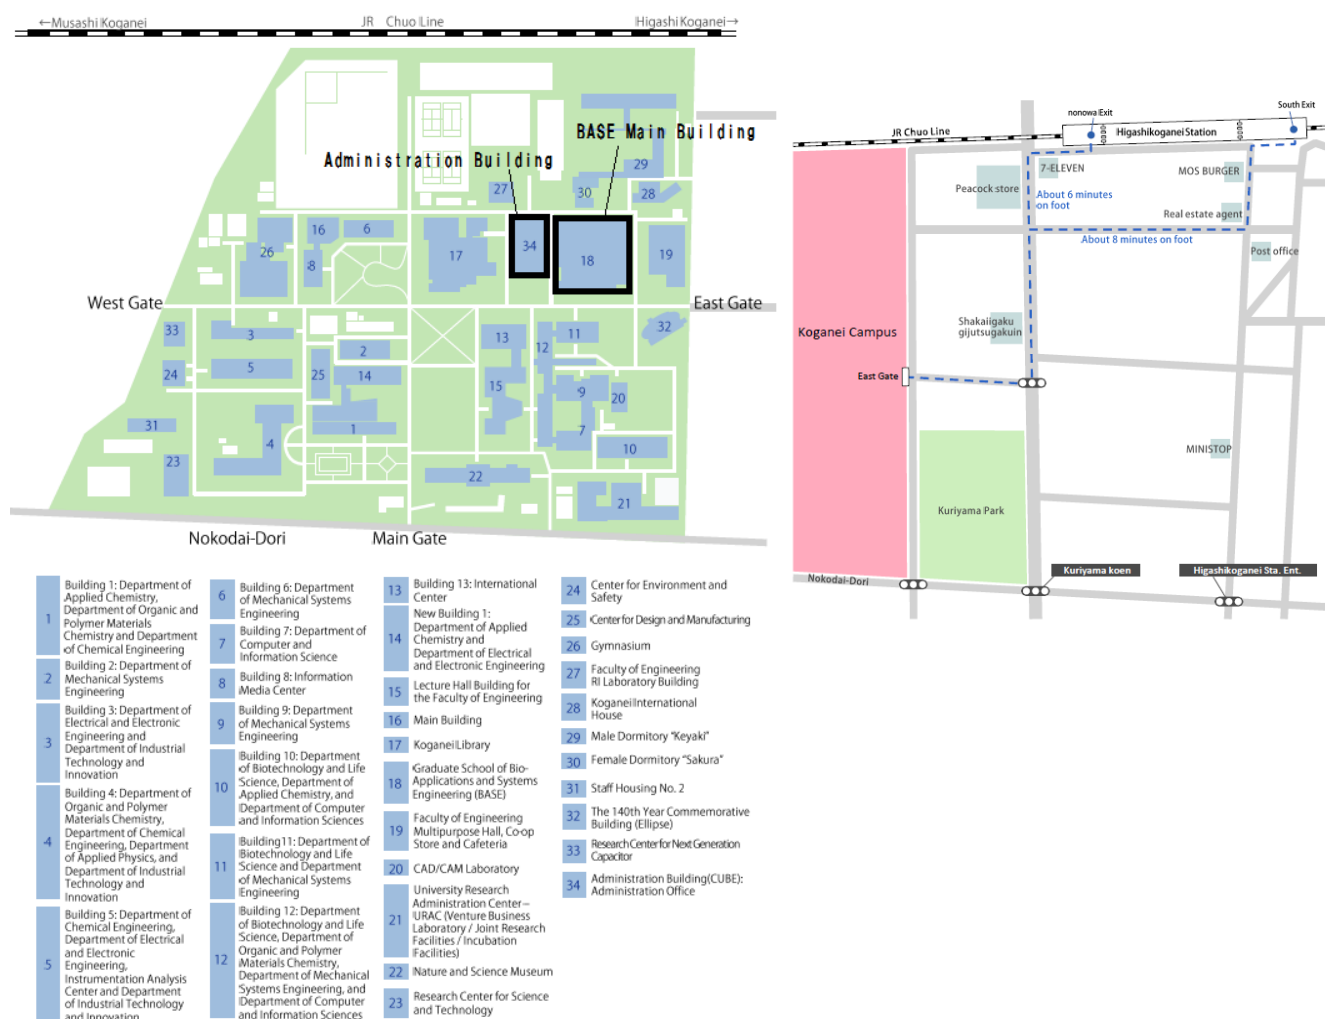 ←Musashi Koganei
JR Chuo Line
Higashi Koganei→
BASE Main Building
Administration Building
29
30
27
28
16
6
26
8
17
34
18
19
West Gate
East Gate
33
3
13
11
32
2
12
24
5
25
14
15
9
20
31
1
4
7
10
23
22
21
Nokodai-Dori
Main Gate
nonowa Exit
South Exit
JR Chuo Line
Higashikoganei Station
7-ELEVEN
MOS BURGER
Peacock store
About 6 minutes
on foot
Real estate agent
About 8 minutes on foot
Post office
Shakaiigaku
gijutsugakuin
Koganei Campus
East Gate
MINISTOP
Kuriyama Park
Nokodai-Dori
Kuriyama koen
Higashikoganei Sta. Ent.
1
Building 1: Department of
Applied Chemistry,
Department of Organic and
Polymer Materials
Chemistry and Department
of Chemical Engineering
2
Building 2: Department of
Mechanical Systems
Engineering
3
Building 3: Department of
Electrical and Electronic
Engineering and
Department of Industrial
Technology and
Innovation
4
Building 4: Department of
Organic and Polymer
Materials Chemistry,
Department of Chemical
Engineering, Department
of Applied Physics, and
Department of Industrial
Technology and
Innovation
5
Building 5: Department of
Chemical Engineering,
Department of Electrical
and Electronic
Engineering,
Instrumentation Analysis
Center and Department
of Industrial Technology
and Innovation
6
Building 6: Department
of Mechanical Systems
Engineering
7
Building 7: Department of
Computer and
Information Science
8
Building 8: Information
Media Center
9
Building 9: Department
of Mechanical Systems
Engineering
10
Building 10: Department
of Biotechnology and Life
Science, Department of
Applied Chemistry, and
Department of Computer
and Information Sciences
11
Building11: Department of
Biotechnology and Life
Science and Department
of Mechanical Systems
Engineering
12
Building 12: Department
of Biotechnology and Life
Science, Department of
Organic and Polymer
Materials Chemistry,
Department of Mechanical
Systems Engineering, and
Department of Computer
and Information Sciences
13
Building 13: International
Center
14
New Building 1:
Department of Applied
Chemistry and
Department of Electrical
and Electronic Engineering
15
Lecture Hall Building for
the Faculty of Engineering
16
Main Building
17
Koganei Library
18
Graduate School of Bio-
Applications and Systems
Engineering (BASE)
19
Faculty of Engineering
Multipurpose Hall, Co-op
Store and Cafeteria
20
CAD/CAM Laboratory
21
University Research
Administration Center–
URAC (Venture Business
Laboratory / Joint Research
Facilities / Incubation
Facilities)
22
Nature and Science Museum
23
Research Center for Science
and Technology
24
Center for Environment and
Safety
25
Center for Design and Manufacturing
26
Gymnasium
27
Faculty of Engineering
RI Laboratory Building
28
Koganei International
House
29
Male Dormitory "Keyaki"
30
Female Dormitory "Sakura"
31
Staff Housing No. 2
32
The 140th Year Commemorative
Building (Ellipse)
33
Research Center for Next Generation
Capacitor
34
Administration Building(CUBE):
Administration Office